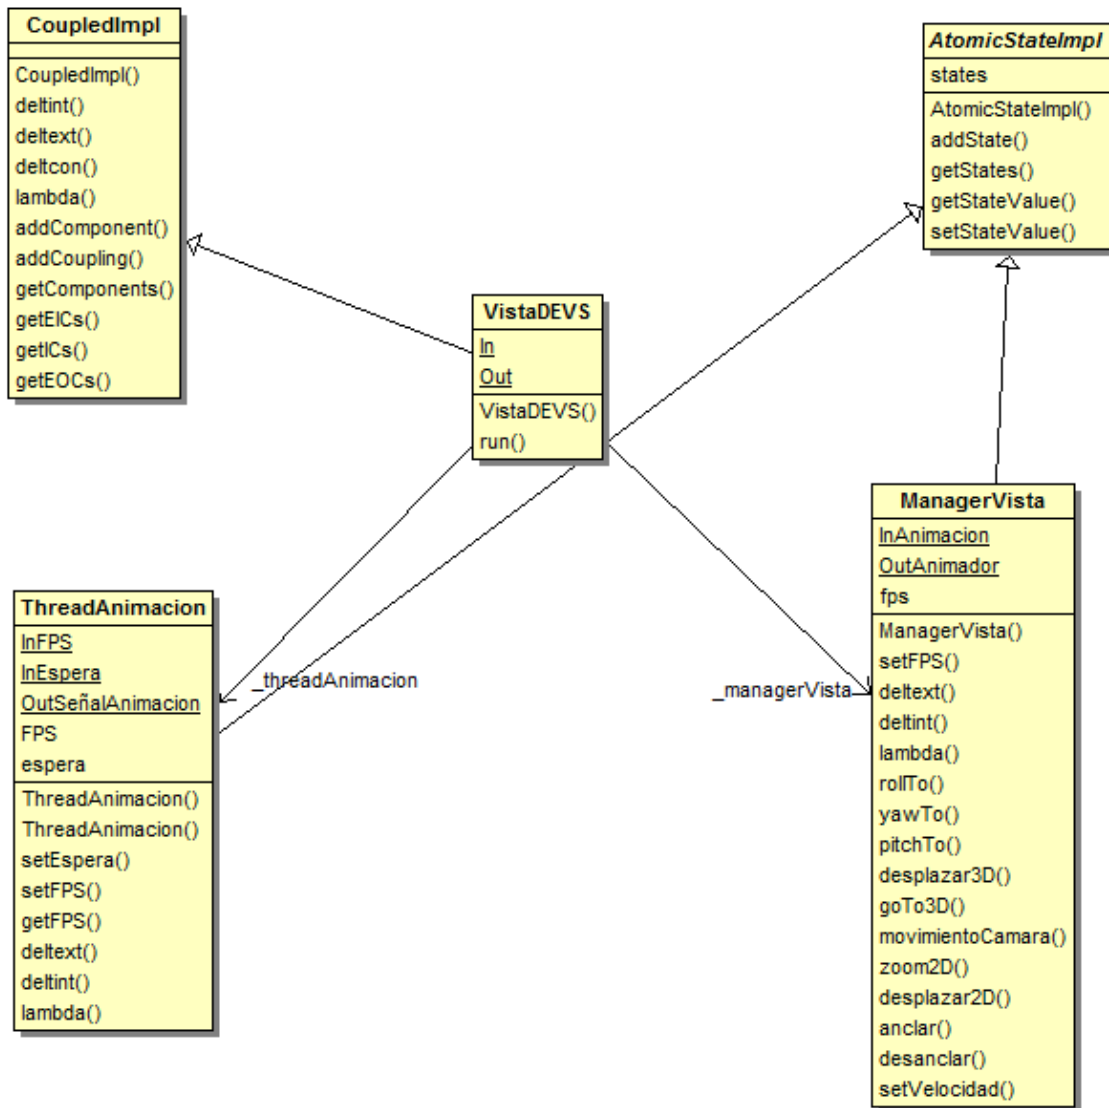 CoupledImpl
CoupledImpl()
deltint()
deltext()
deltcon()
lambda()
addComponent()
addCoupling()
getComponents()
getEICs()
getICs()
getEOCs()
AtomicStateImpl
states
AtomicStateImpl()
addState()
getStates()
getStateValue()
setStateValue()
VistaDEVS
In
Out
VistaDEVS()
run()
ThreadAnimacion
InFPS
InEspera
OutSeñalAnimacion
FPS
espera
ThreadAnimacion()
ThreadAnimacion()
setEspera()
setFPS()
getFPS()
deltext()
deltint()
lambda()
_threadAnimacion
_managerVista
ManagerVista
InAnimacion
OutAnimador
fps
ManagerVista()
setFPS()
deltext()
deltint()
lambda()
rollTo()
yawTo()
pitchTo()
desplazar3D()
goTo3D()
movimientoCamara()
zoom2D()
desplazar2D()
anclar()
desanclar()
setVelocidad()